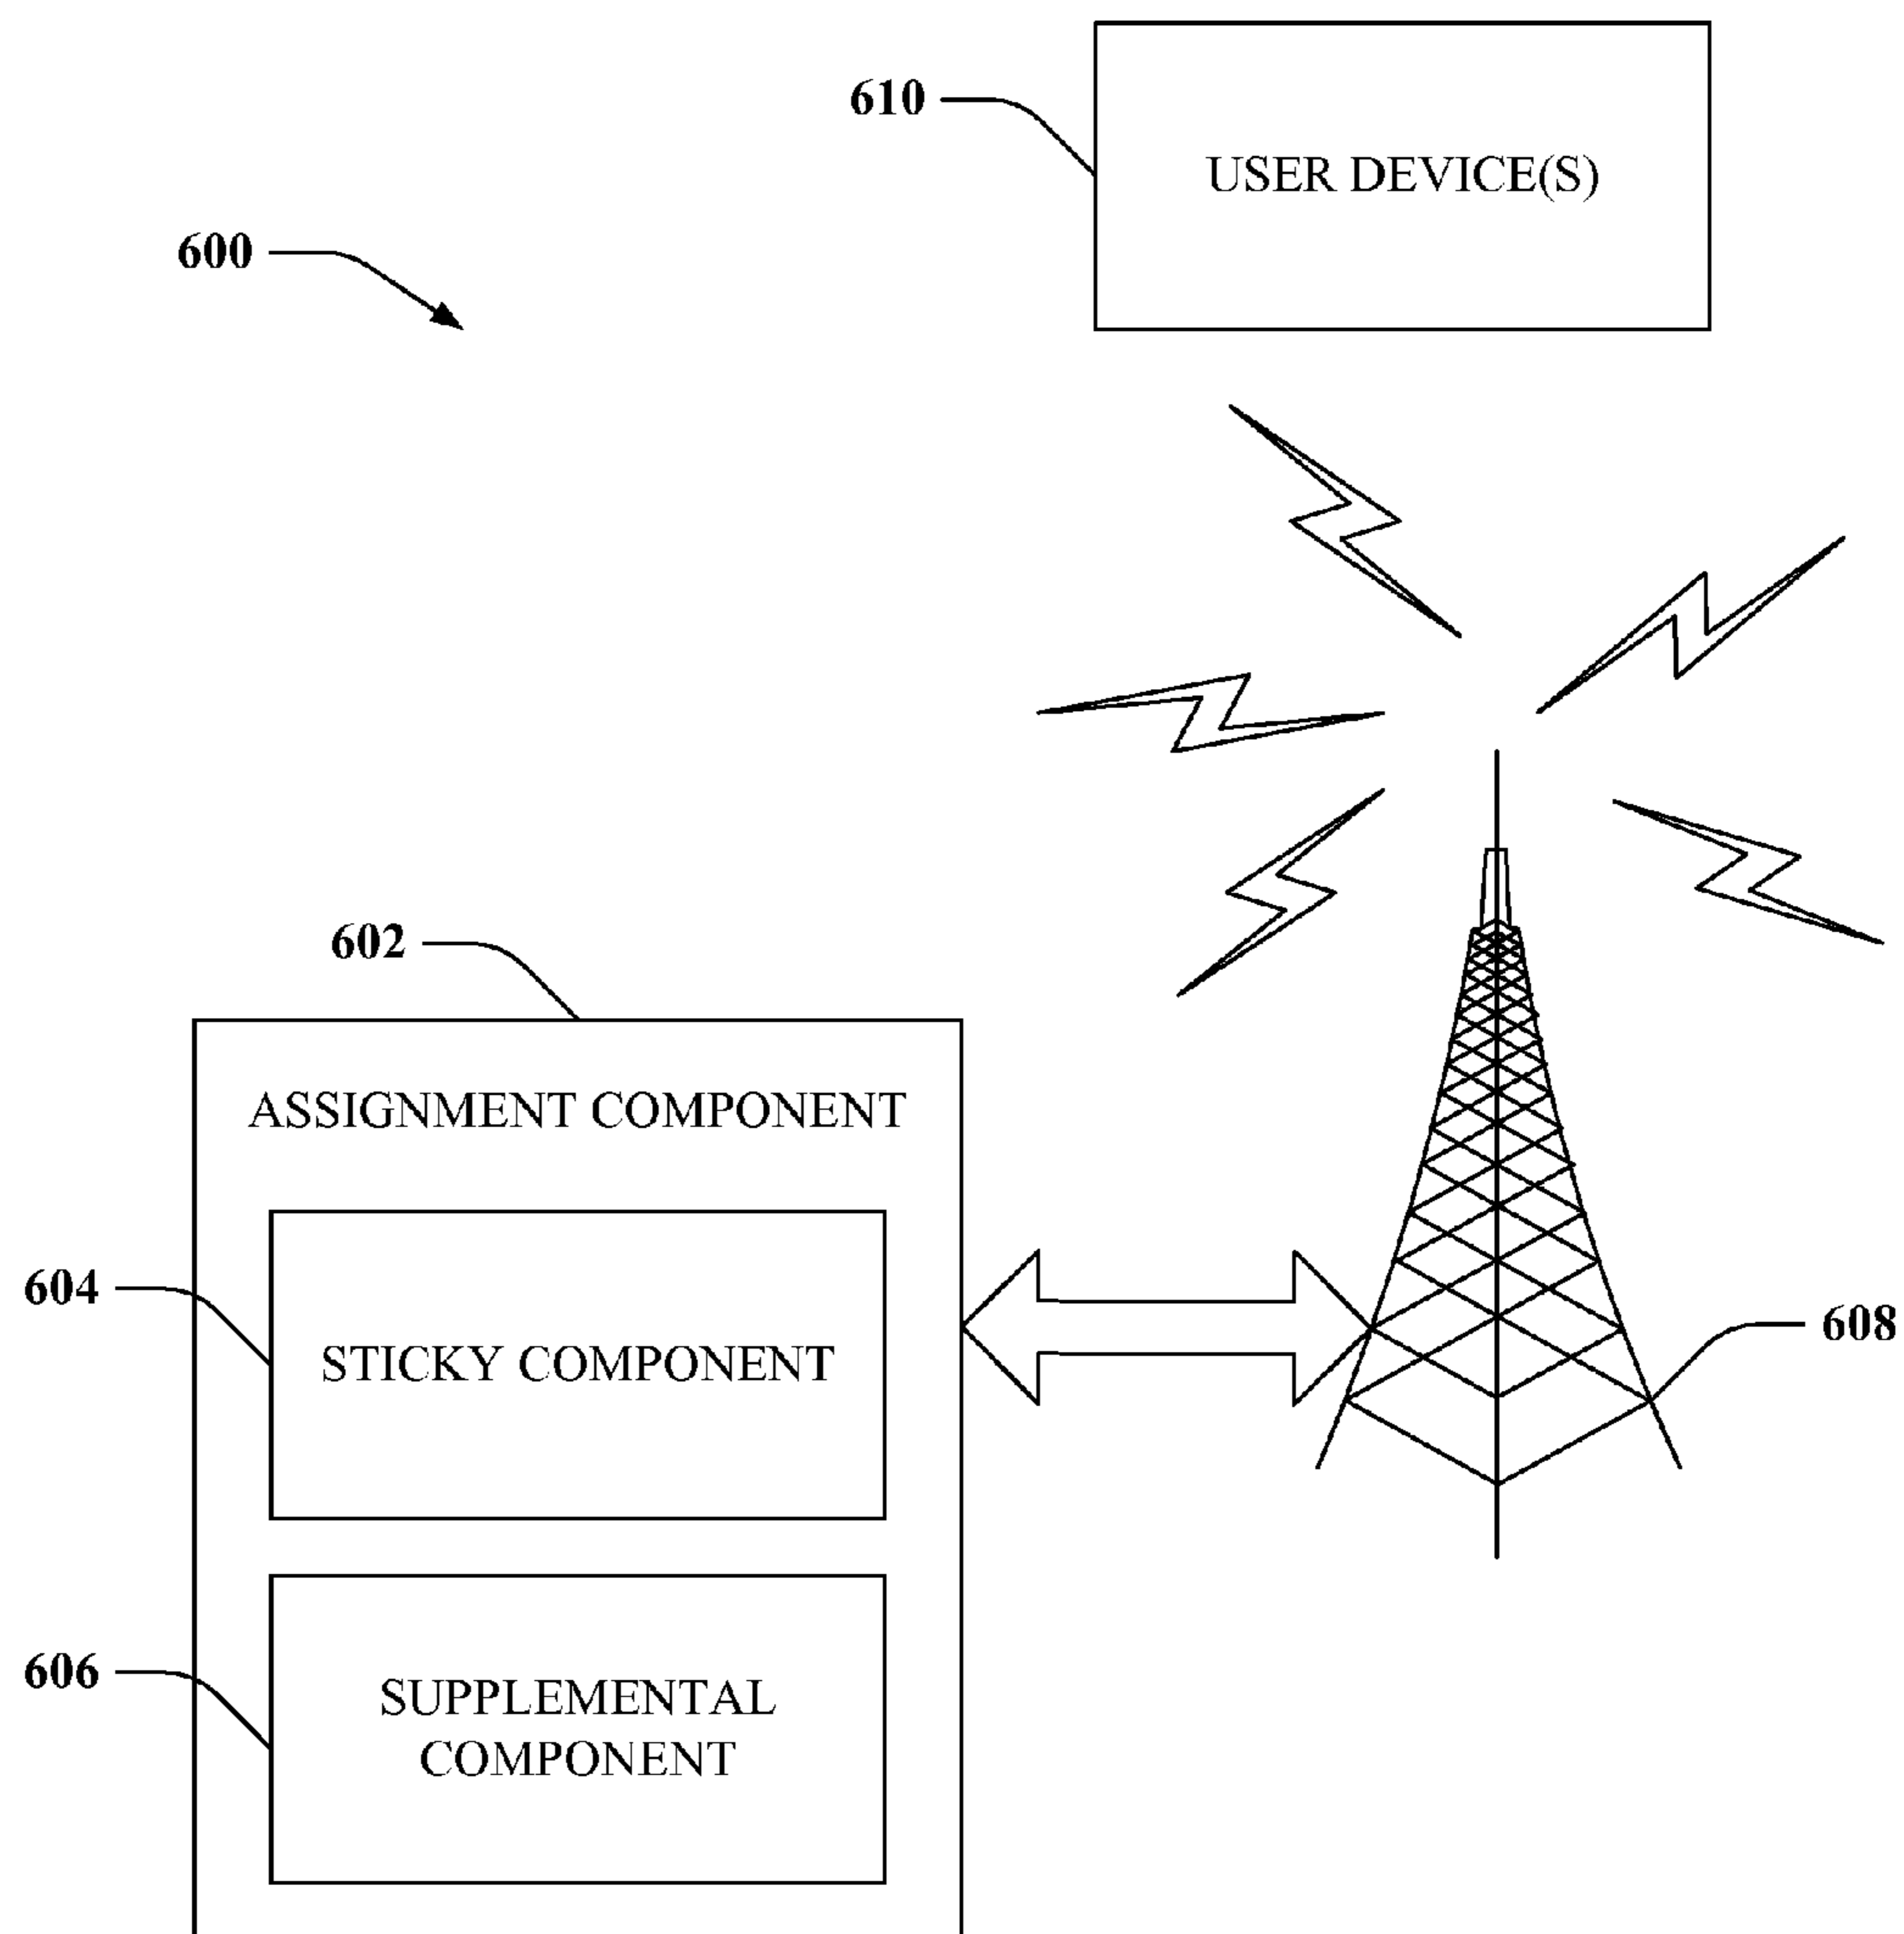 610
USER DEVICE(S)
600
602
ASSIGNMENT COMPONENT
604
STICKY COMPONENT
608
606
SUPPLEMENTAL
COMPONENT